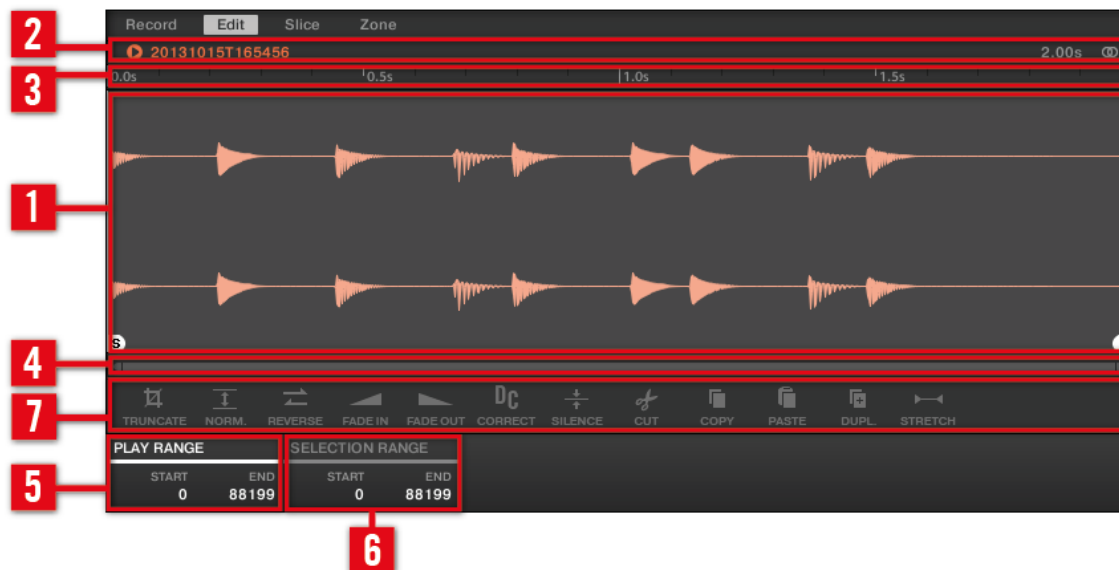 Record Edit Slice Zone
2
20131015T165456 2.00s
3
0.0s 0.5s 1.0s 1.5s
1
S
4
7
DC
TRUNCATE NORM. REVERSE FADE IN FADE OUT CORRECT SILENCE CUT COPY PASTE DUPL. STRETCH
PLAY RANGE SELECTION RANGE
START END START END
5
0 88199 0 88199
6